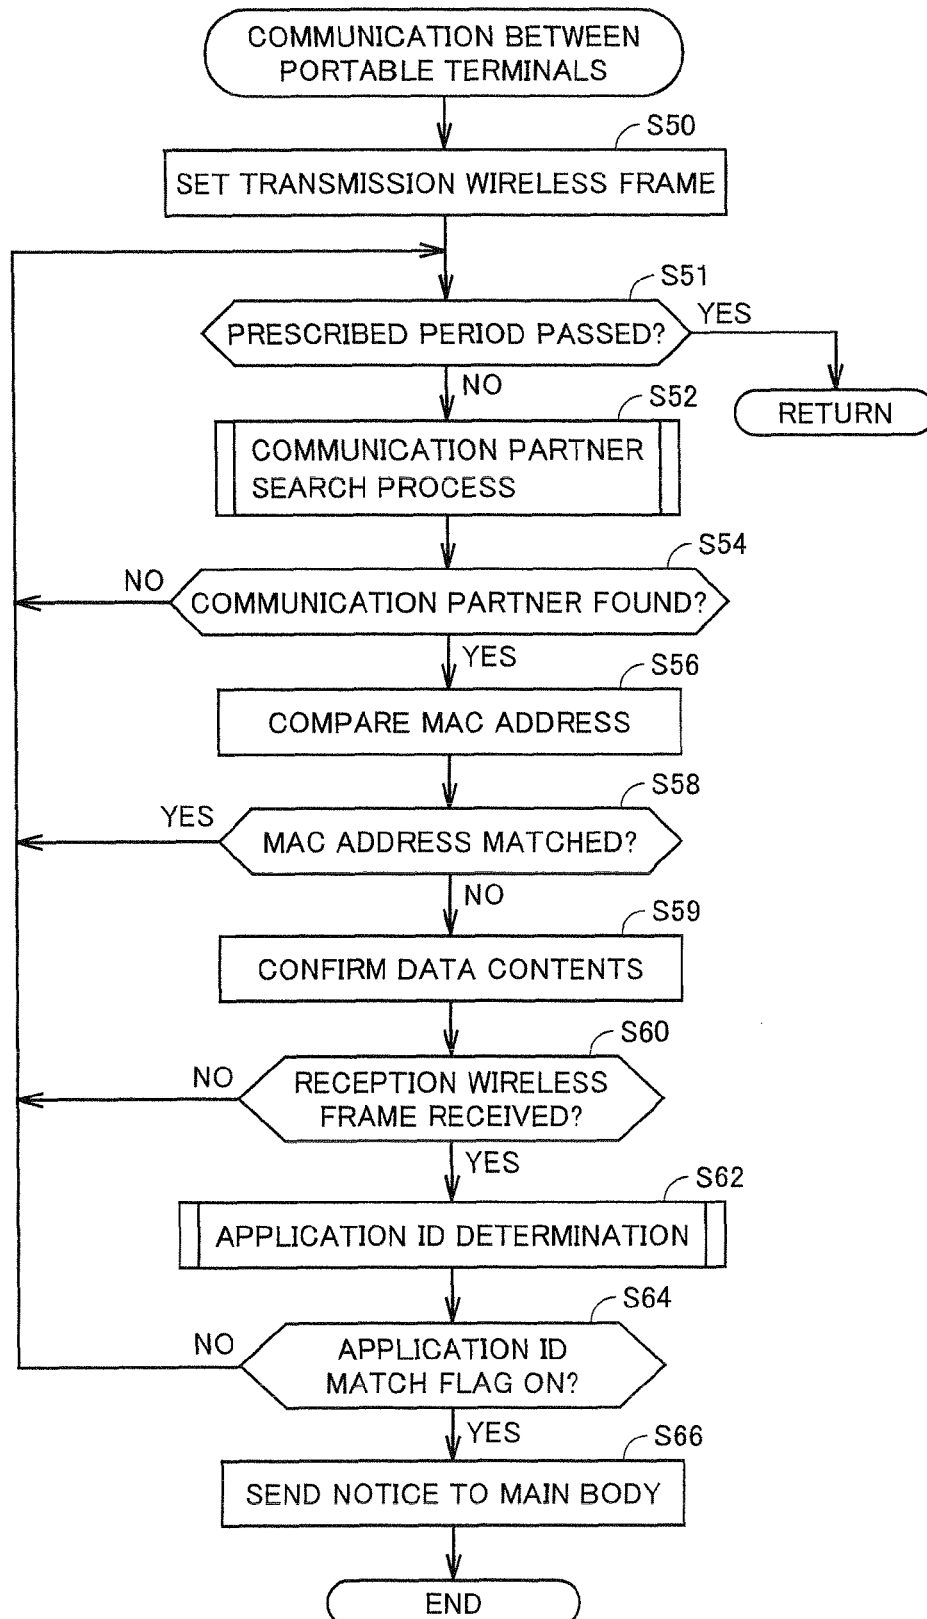 COMMUNICATION BETWEEN
PORTABLE TERMINALS
S50
SET TRANSMISSION WIRELESS FRAME
S51
PRESCRIBED PERIOD PASSED?
YES
NO
RETURN
S52
COMMUNICATION PARTNER
SEARCH PROCESS
S54
NO
COMMUNICATION PARTNER FOUND?
YES
S56
COMPARE MAC ADDRESS
S58
YES
MAC ADDRESS MATCHED?
NO
S59
CONFIRM DATA CONTENTS
S60
NO
RECEPTION WIRELESS
FRAME RECEIVED?
YES
S62
APPLICATION ID DETERMINATION
S64
NO
APPLICATION ID
MATCH FLAG ON?
YES
S66
SEND NOTICE TO MAIN BODY
END